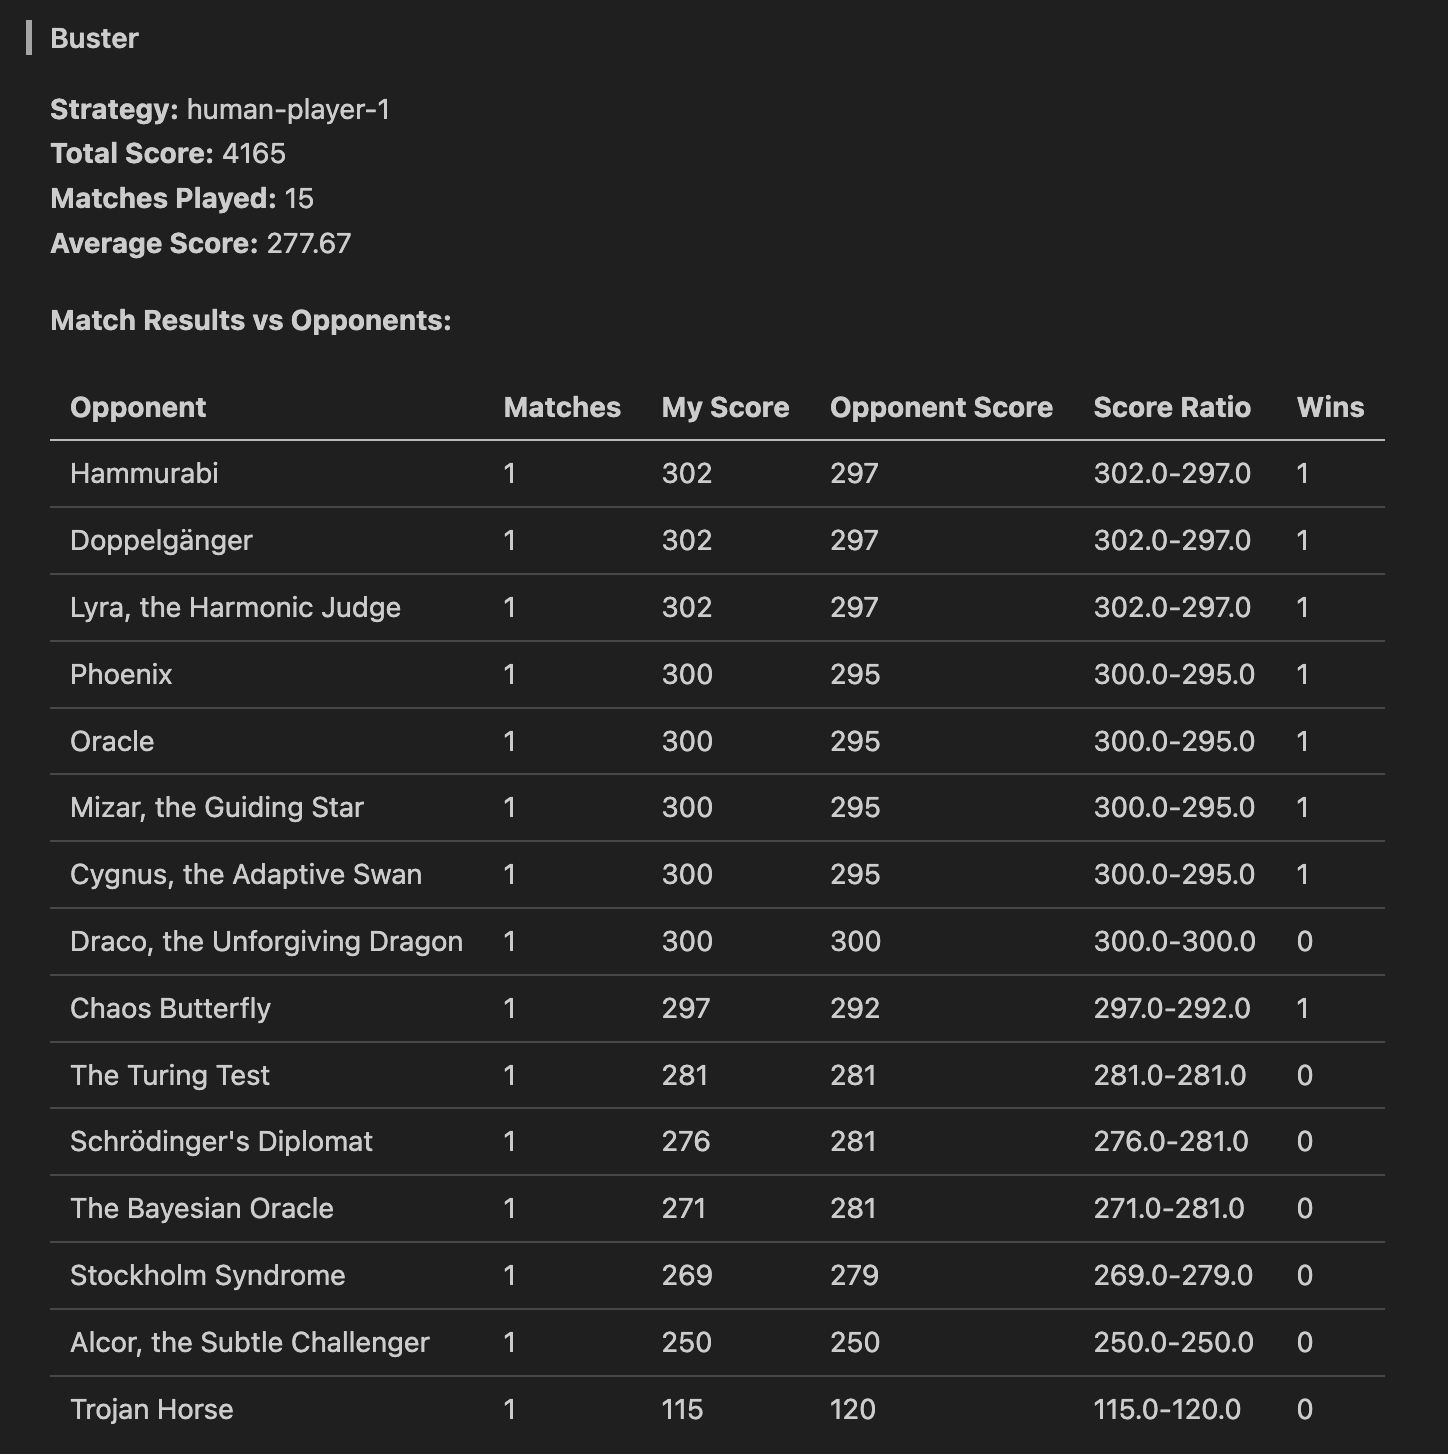 Buster
Strategy: human-player-1
Total Score: 4165
Matches Played: 15
Average Score: 277.67
Match Results vs Opponents:
Opponent Matches My Score Opponent Score Score Ratio Wins
Hammurabi 1 302 297 302.0-297.0 1
Doppelgänger 1 302 297 302.0-297.0 1
Lyra, the Harmonic Judge 1 302 297 302.0-297.0 1
Phoenix 1 300 295 300.0-295.0 1
Oracle 1 300 295 300.0-295.0 1
Mizar, the Guiding Star 1 300 295 300.0-295.0 1
Cygnus, the Adaptive Swan 1 300 295 300.0-295.0 1
Draco, the Unforgiving Dragon 1 300 300 300.0-300.0 0
Chaos Butterfly 1 297 292 297.0-292.0 1
The Turing Test 1 281 281 281.0-281.0 0
Schrödinger's Diplomat 1 276 281 276.0-281.0 0
The Bayesian Oracle 1 271 281 271.0-281.0 0
Stockholm Syndrome 1 269 279 269.0-279.0 0
Alcor, the Subtle Challenger 1 250 250 250.0-250.0 0
Trojan Horse 1 115 120 115.0-120.0 0